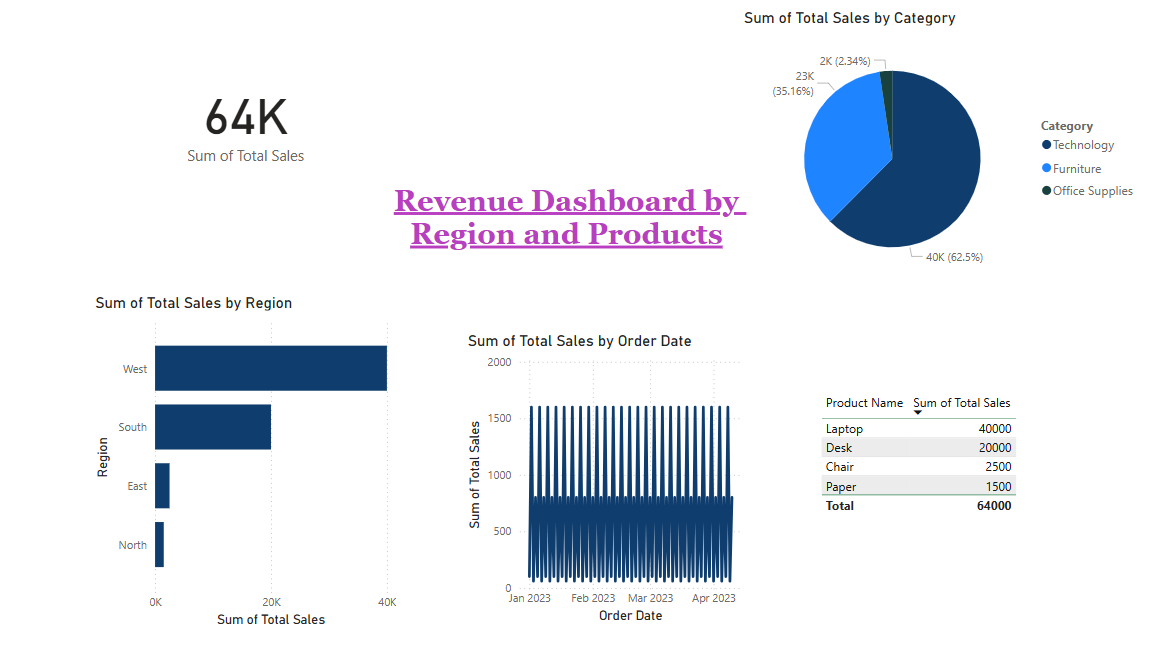 Sum of Total Sales by Category
2K (2.34%)
23K
(35.16%)
40K (62.5%)
Category
Technology
Furniture
Office Supplies
64K
Sum of Total Sales
Revenue Dashboard by
Region and Products
Sum of Total Sales by Region
Region
West
South
East
North
0K 20K 40K
Sum of Total Sales
Sum of Total Sales by Order Date
Sum of Total Sales
2000
1500
1000
500
0
Jan 2023 Feb 2023 Mar 2023 Apr 2023
Order Date
Product Name Sum of Total Sales
Laptop 40000
Desk 20000
Chair 2500
Paper 1500
Total 64000